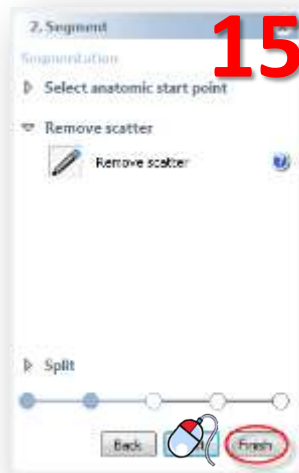 2. Segment
15
Segmentation
Select anatomic start point
Remove scatter
Remove scatter
Split
Back
Finish